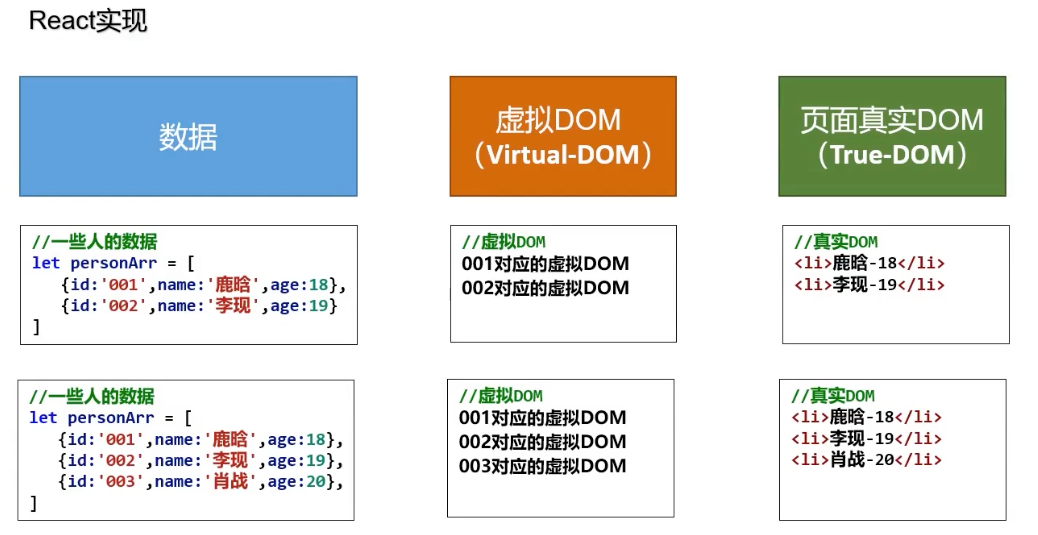 React实现
数据
虚拟DOM
（Virtual-DOM）
页面真实DOM
（True-DOM）
//一些人的数据
let personArr = [
{id:'001',name:'鹿晗',age:18},
{id:'002',name:'李现',age:19}
]
//虚拟DOM
001对应的虚拟DOM
002对应的虚拟DOM
//真实DOM
<li>鹿晗-18</li>
<li>李现-19</li>
//一些人的数据
let personArr = [
{id:'001',name:'鹿晗',age:18},
{id:'002',name:'李现',age:19},
{id:'003',name:'肖战',age:20},
]
//虚拟DOM
001对应的虚拟DOM
002对应的虚拟DOM
003对应的虚拟DOM
//真实DOM
<li>鹿晗-18</li>
<li>李现-19</li>
<li>肖战-20</li>